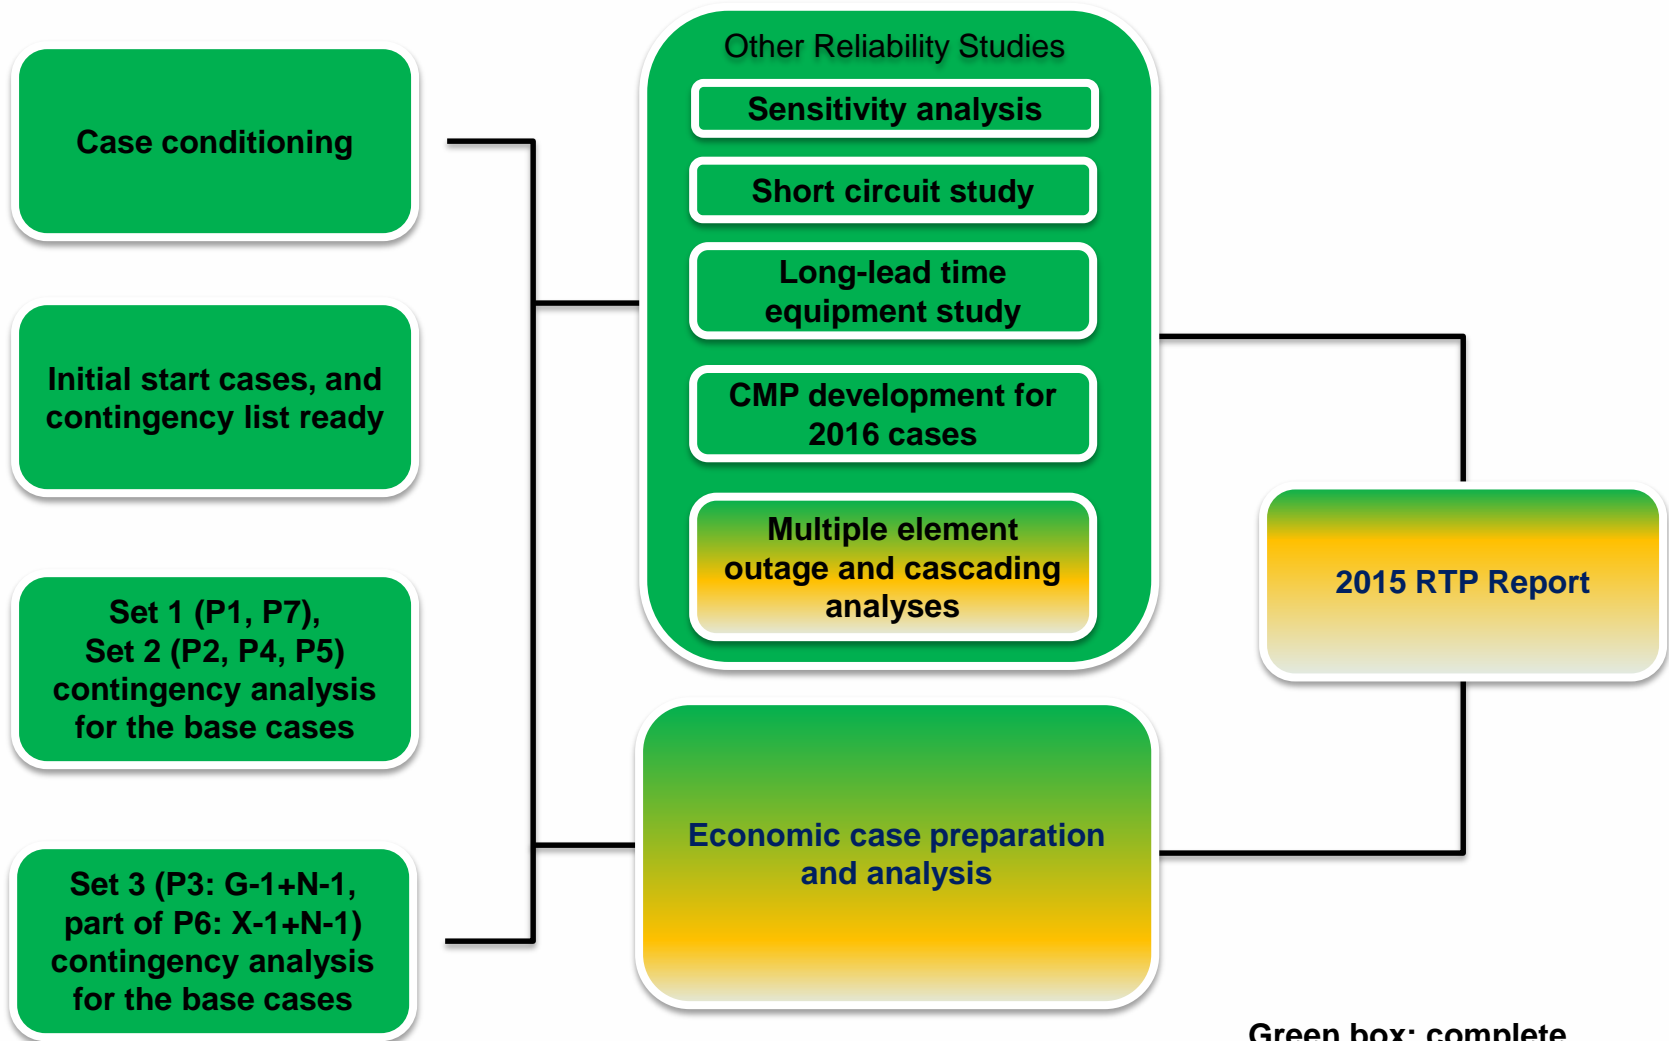 Case conditioning
Initial start cases, and
contingency list ready
Set 1 (P1, P7),
Set 2 (P2, P4, P5)
contingency analysis
for the base cases
Set 3 (P3: G-1+N-1,
part of P6: X-1+N-1)
contingency analysis
for the base cases
Other Reliability Studies
Sensitivity analysis
Short circuit study
Long-lead time
equipment study
CMP development for
2016 cases
Multiple element
outage and cascading
analyses
Economic case preparation
and analysis
2015 RTP Report
Green box: complete